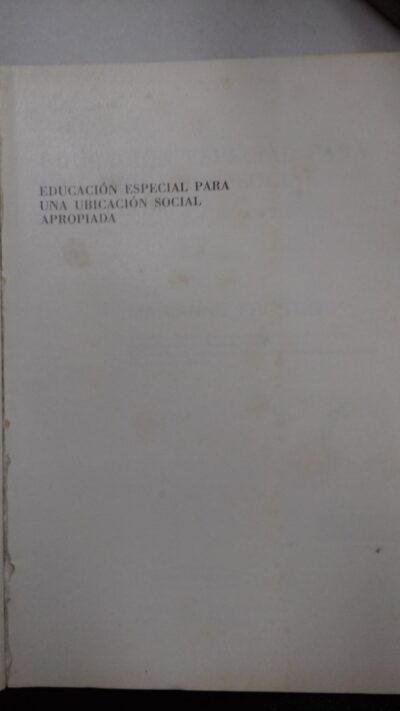 EDUCACIÓN ESPECIAL PARA
UNA UBICACIÓN SOCIAL
APROPIADA